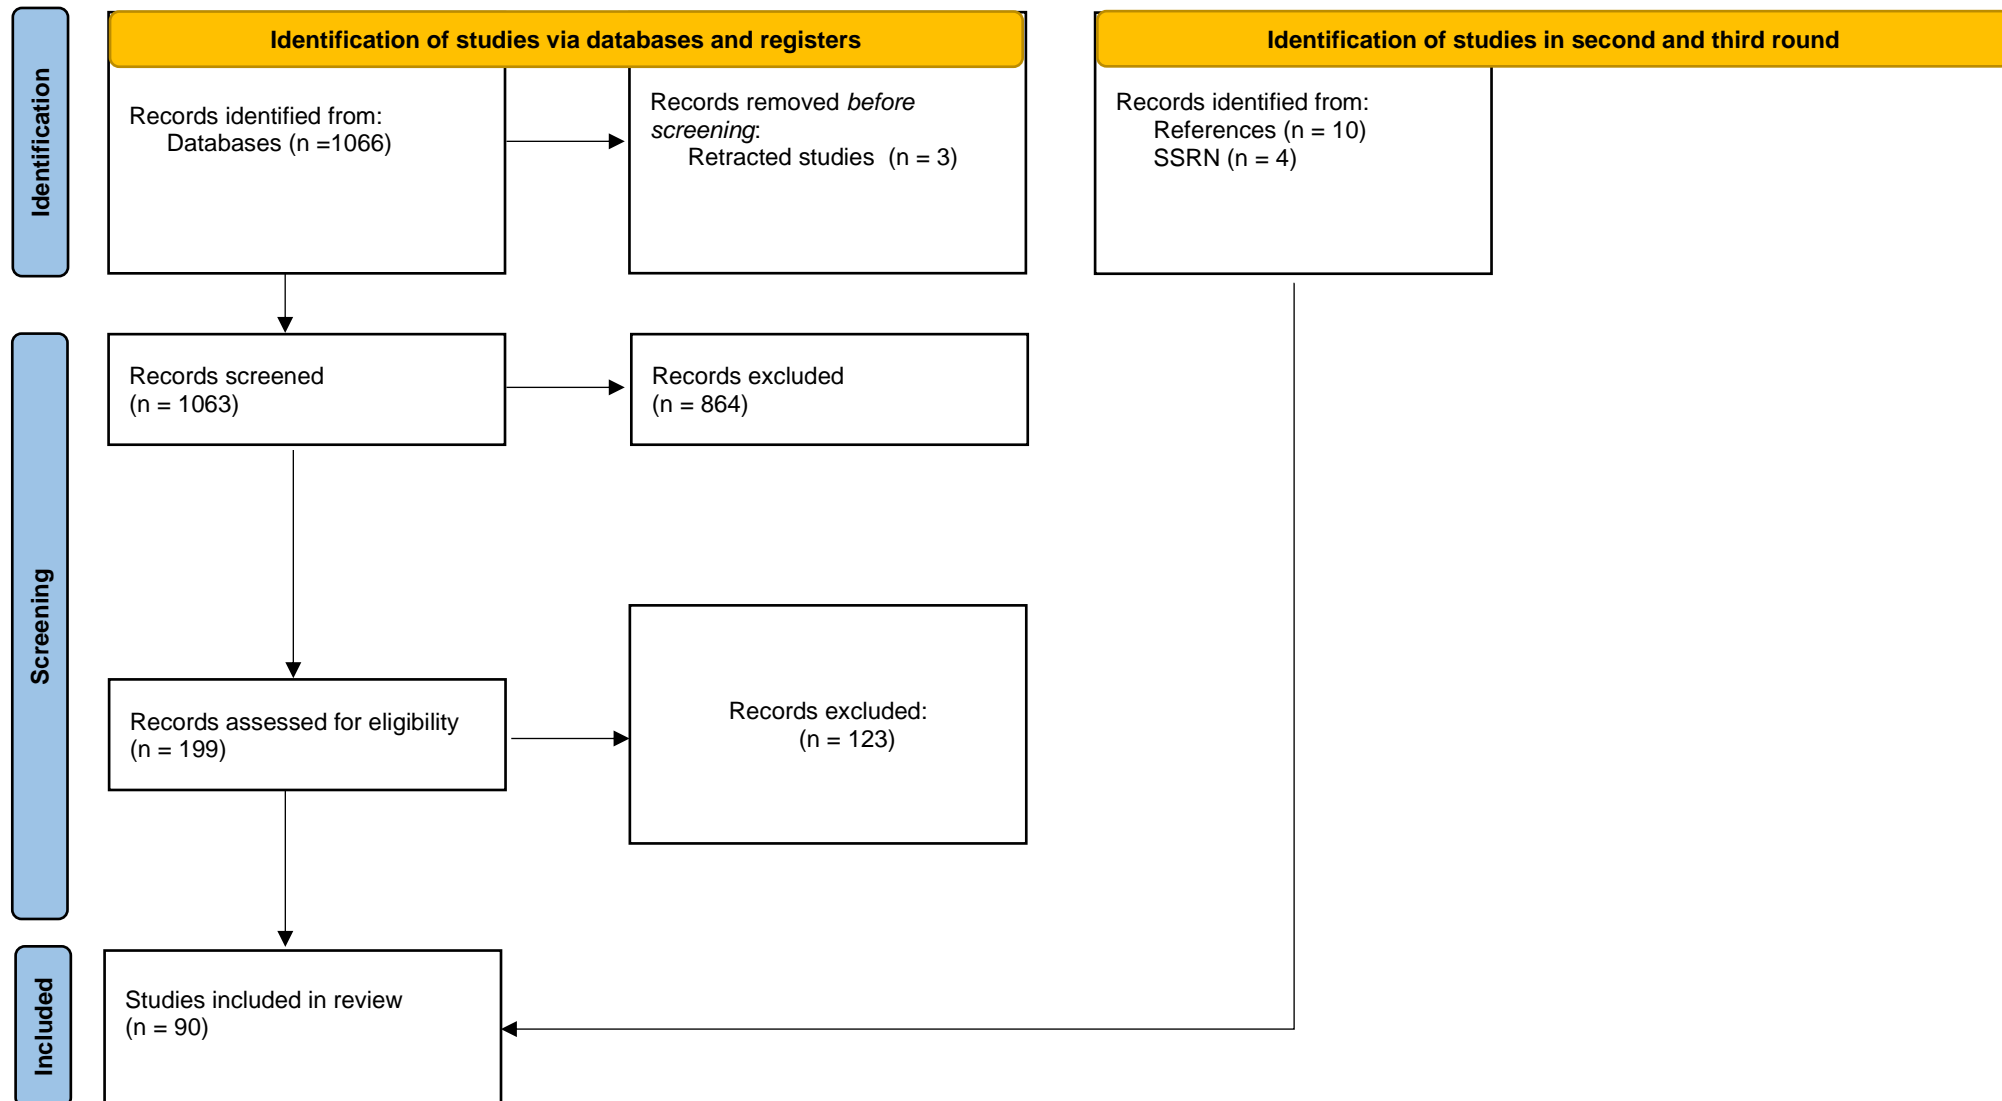 Identification of studies via databases and registers
Identification of studies in second and third round
Identification
Records identified from:
Databases (n =1066)
Records removed before
screening:
Retracted studies  (n = 3)
Records identified from:
References (n = 10)
SSRN (n = 4)
Screening
Records screened
(n = 1063)
Records excluded
(n = 864)
Records assessed for eligibility
(n = 199)
Records excluded:
(n = 123)
Included
Studies included in review
(n = 90)